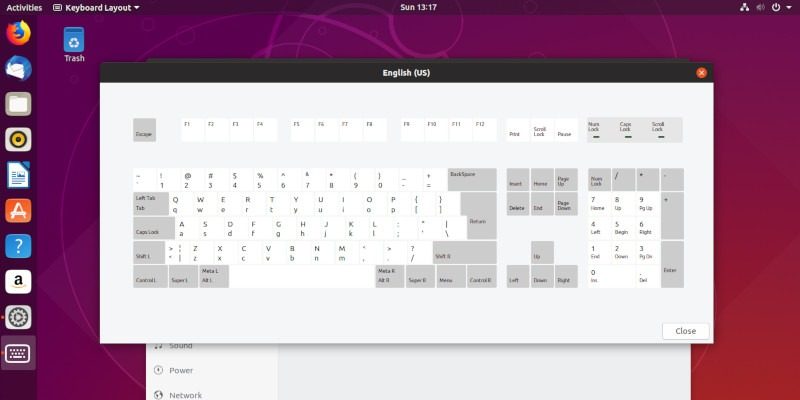 Activities
Keyboard Layout
Sun 13:17
Trash
English (US)
Escape
F1 F2 F3 F4 F5 F6 F7 F8 F9 F10 F11 F12
Print
Scroll Lock
Pause
Num Lock
Caps Lock
Scroll Lock
~ ! @ # $ % ^ & * ( ) _ + BackSpace
` 1 2 3 4 5 6 7 8 9 0 - =
Insert
Home
Page Up
Num Lock
/ * -
Left Tab Q W E R T Y U I O P { }
Tab q w e r t y u i o p [ ]
Delete
End
Page Down
7 8 9 +
Home Up Pg Up
A S D F G H J K L : " | Return
Caps Lock a s d f g h j k l ; ' \
4 5 6
Left Begin Right
> ¦ Z X C V B N M < > ?
Shift L < | z x c v b n m , . / Shift R
Up
1 2 3
End Down Pg Dn
Enter
Control L
Super L
Meta L
Alt L
Meta R
Alt R
Super R
Menu
Control R
Left
Down
Right
0 .
Ins Del
Close
Sound
Power
Network